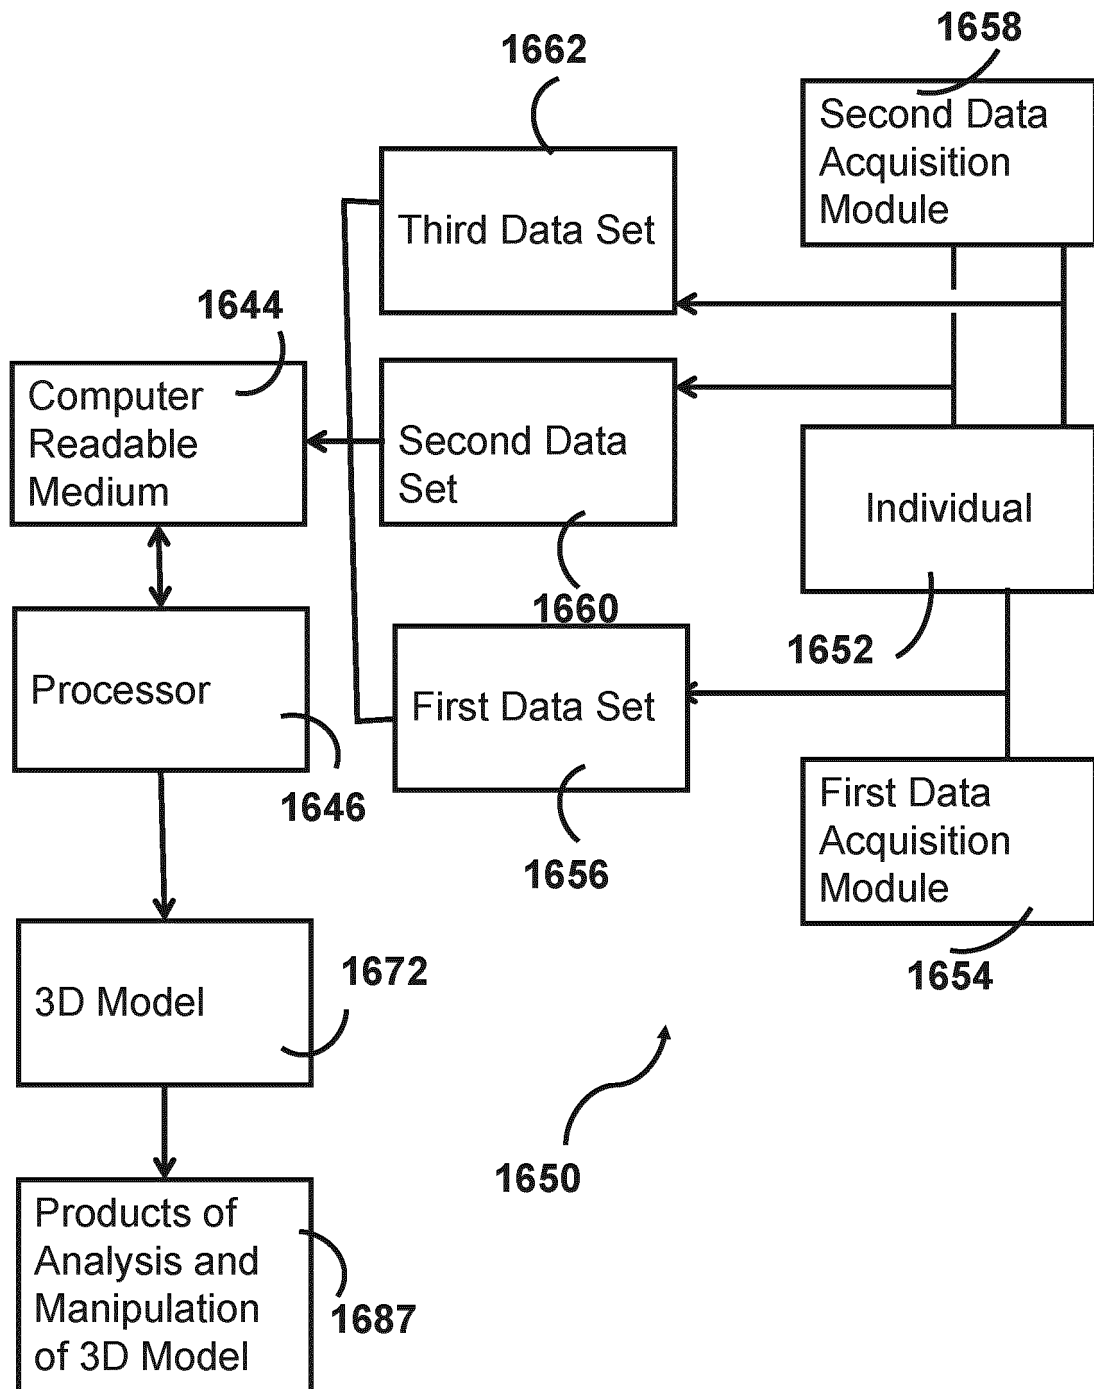 1658
1662
Second Data
Acquisition
Module
Third Data Set
1644
Computer
Readable
Medium
Second Data
Set
Individual
1660
1652
Processor
First Data Set
1646
1656
First Data
Acquisition
Module
1654
3D Model
1672
1650
Products of
Analysis and
Manipulation
of 3D Model
1687